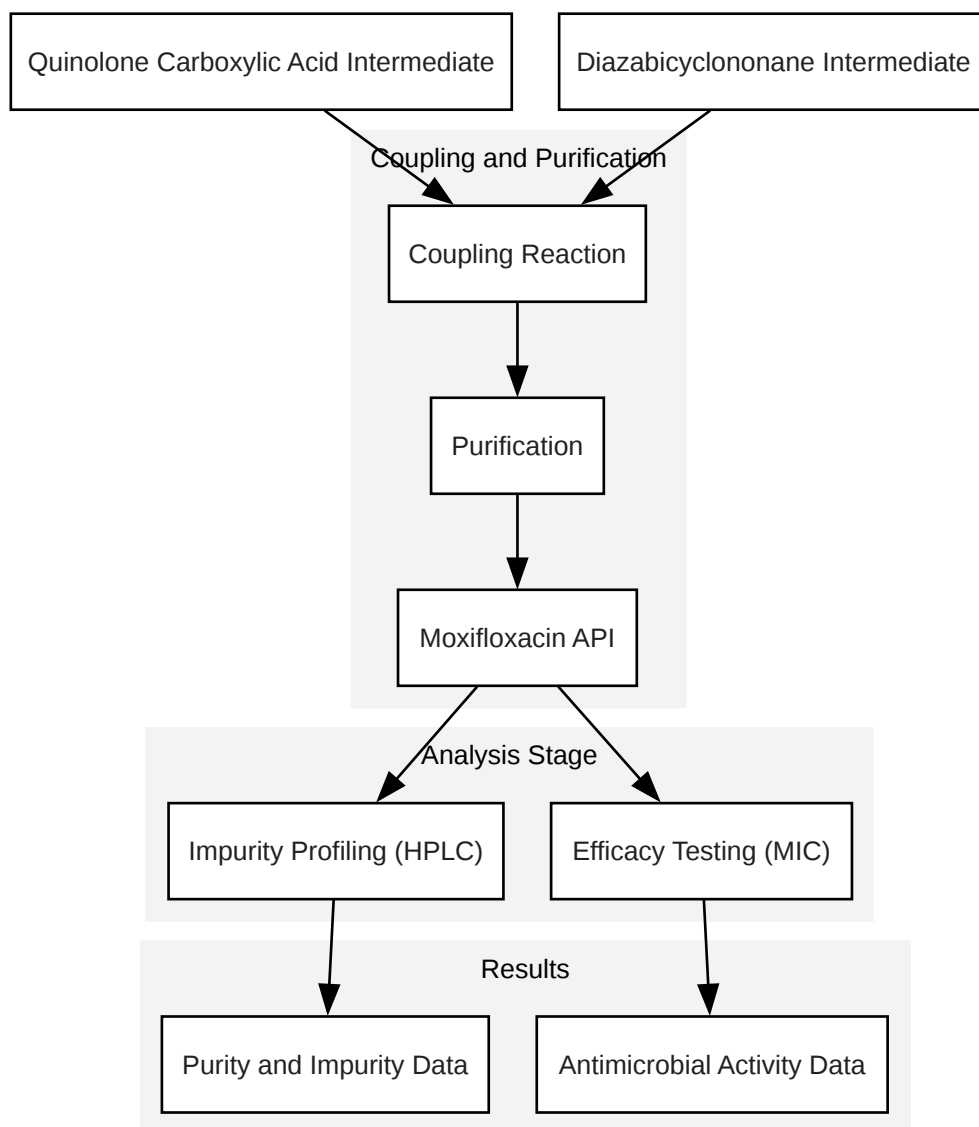 Quinolone Carboxylic Acid Intermediate
Diazabicyclononane Intermediate
Coupling and Purification
Coupling Reaction
Purification
Moxifloxacin API
Analysis Stage
Impurity Profiling (HPLC)
Efficacy Testing (MIC)
Results
Purity and Impurity Data
Antimicrobial Activity Data